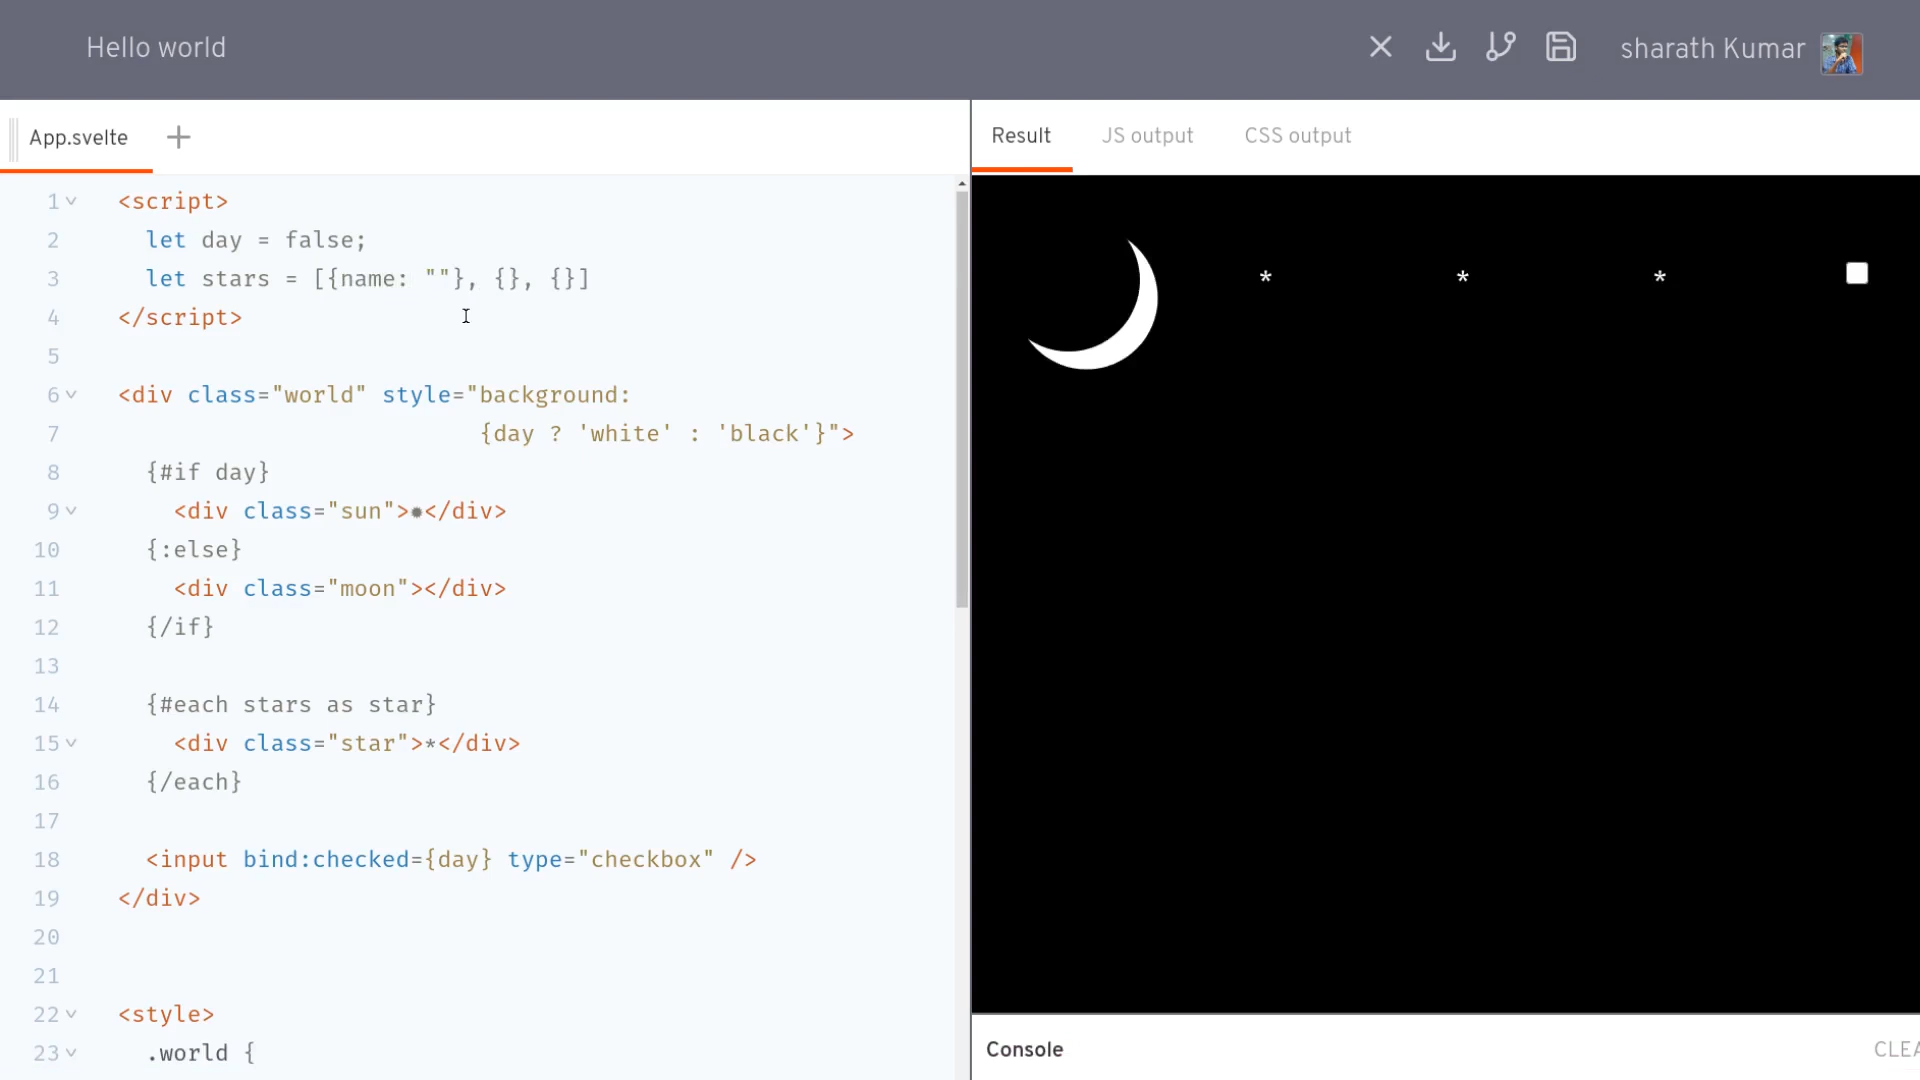 Hello world
sharath Kumar
App.svelte
Result JS output CSS output
1 <script>
2 let day = false;
3 let stars = [{name: ""}, {}, {}]
4 </script>
5
6 <div class="world" style="background:
7 {day ? 'white' : 'black'}">
8 {#if day}
9 <div class="sun">✹</div>
10 {:else}
11 <div class="moon"></div>
12 {/if}
13
14 {#each stars as star}
15 <div class="star">*</div>
16 {/each}
17
18 <input bind:checked={day} type="checkbox" />
19 </div>
20
21
22 <style>
23 .world {
* * *
Console
CLEA